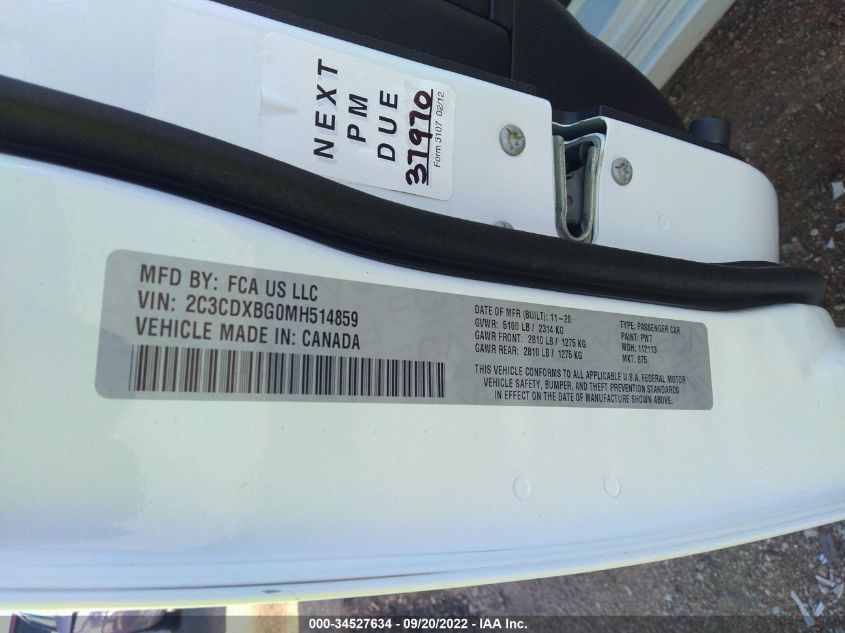 NEXT
PM
DUE
37970
Form 3107 02/12
MFD BY: FCA US LLC
VIN: 2C3CDXBG0MH514859
VEHICLE MADE IN: CANADA
DATE OF MFR (BUILT): 11-20
GVWR: 5100 LB / 2314 KG
GAWR FRONT: 2810 LB / 1275 KG
GAWR REAR: 2810 LB / 1275 KG
TYPE: PASSENGER CAR
PAINT: PW7
MDH: 112113
MKT: 875
THIS VEHICLE CONFORMS TO ALL APPLICABLE U.S.A. FEDERAL MOTOR
VEHICLE SAFETY, BUMPER, AND THEFT PREVENTION STANDARDS
IN EFFECT ON THE DATE OF MANUFACTURE SHOWN ABOVE.
000-34527634 - 09/20/2022 - IAA Inc.